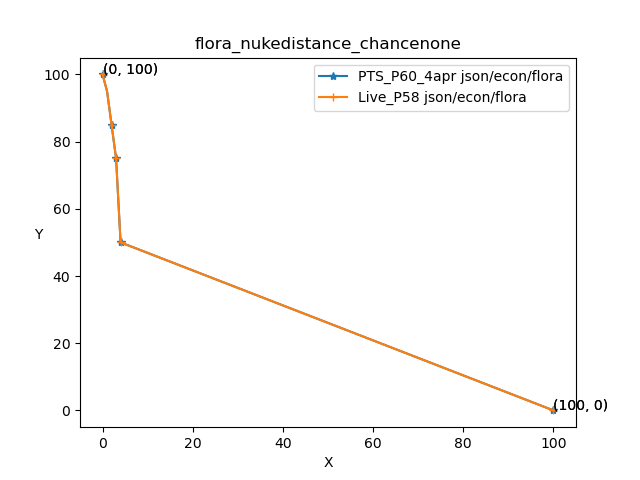 flora_nukedistance_chancenone
(0, 100)
PTS_P60_4apr json/econ/flora
Live_P58 json/econ/flora
100
80
60
Y
40
20
0
(100, 0)
0 20 40 60 80 100
X